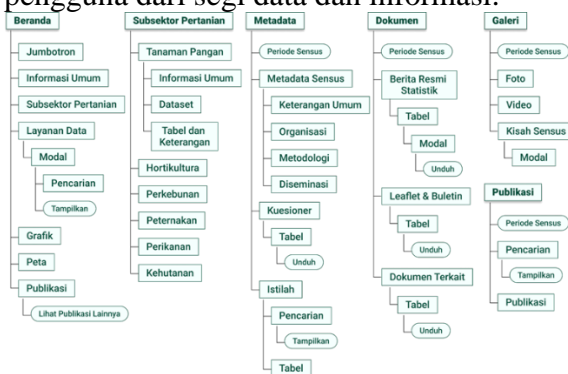 pengguna dari segi data dan informasi.
Beranda
Jumbotron
Informasi Umum
Subsektor Pertanian
Layanan Data
Modal
Pencarian
Tampilkan
Grafik
Peta
Publikasi
Lihat Publikasi Lainnya
Subsektor Pertanian
Tanaman Pangan
Informasi Umum
Dataset
Tabel dan
Keterangan
Hortikultura
Perkebunan
Peternakan
Perikanan
Kehutanan
Metadata
Periode Sensus
Metadata Sensus
Keterangan Umum
Organisasi
Metodologi
Diseminasi
Kuesioner
Tabel
Unduh
Istilah
Pencarian
Tampilkan
Tabel
Dokumen
Periode Sensus
Berita Resmi
Statistik
Tabel
Modal
Unduh
Leaflet & Buletin
Tabel
Unduh
Dokumen Terkait
Tabel
Unduh
Galeri
Periode Sensus
Foto
Video
Kisah Sensus
Modal
Publikasi
Periode Sensus
Pencarian
Tampilkan
Publikasi